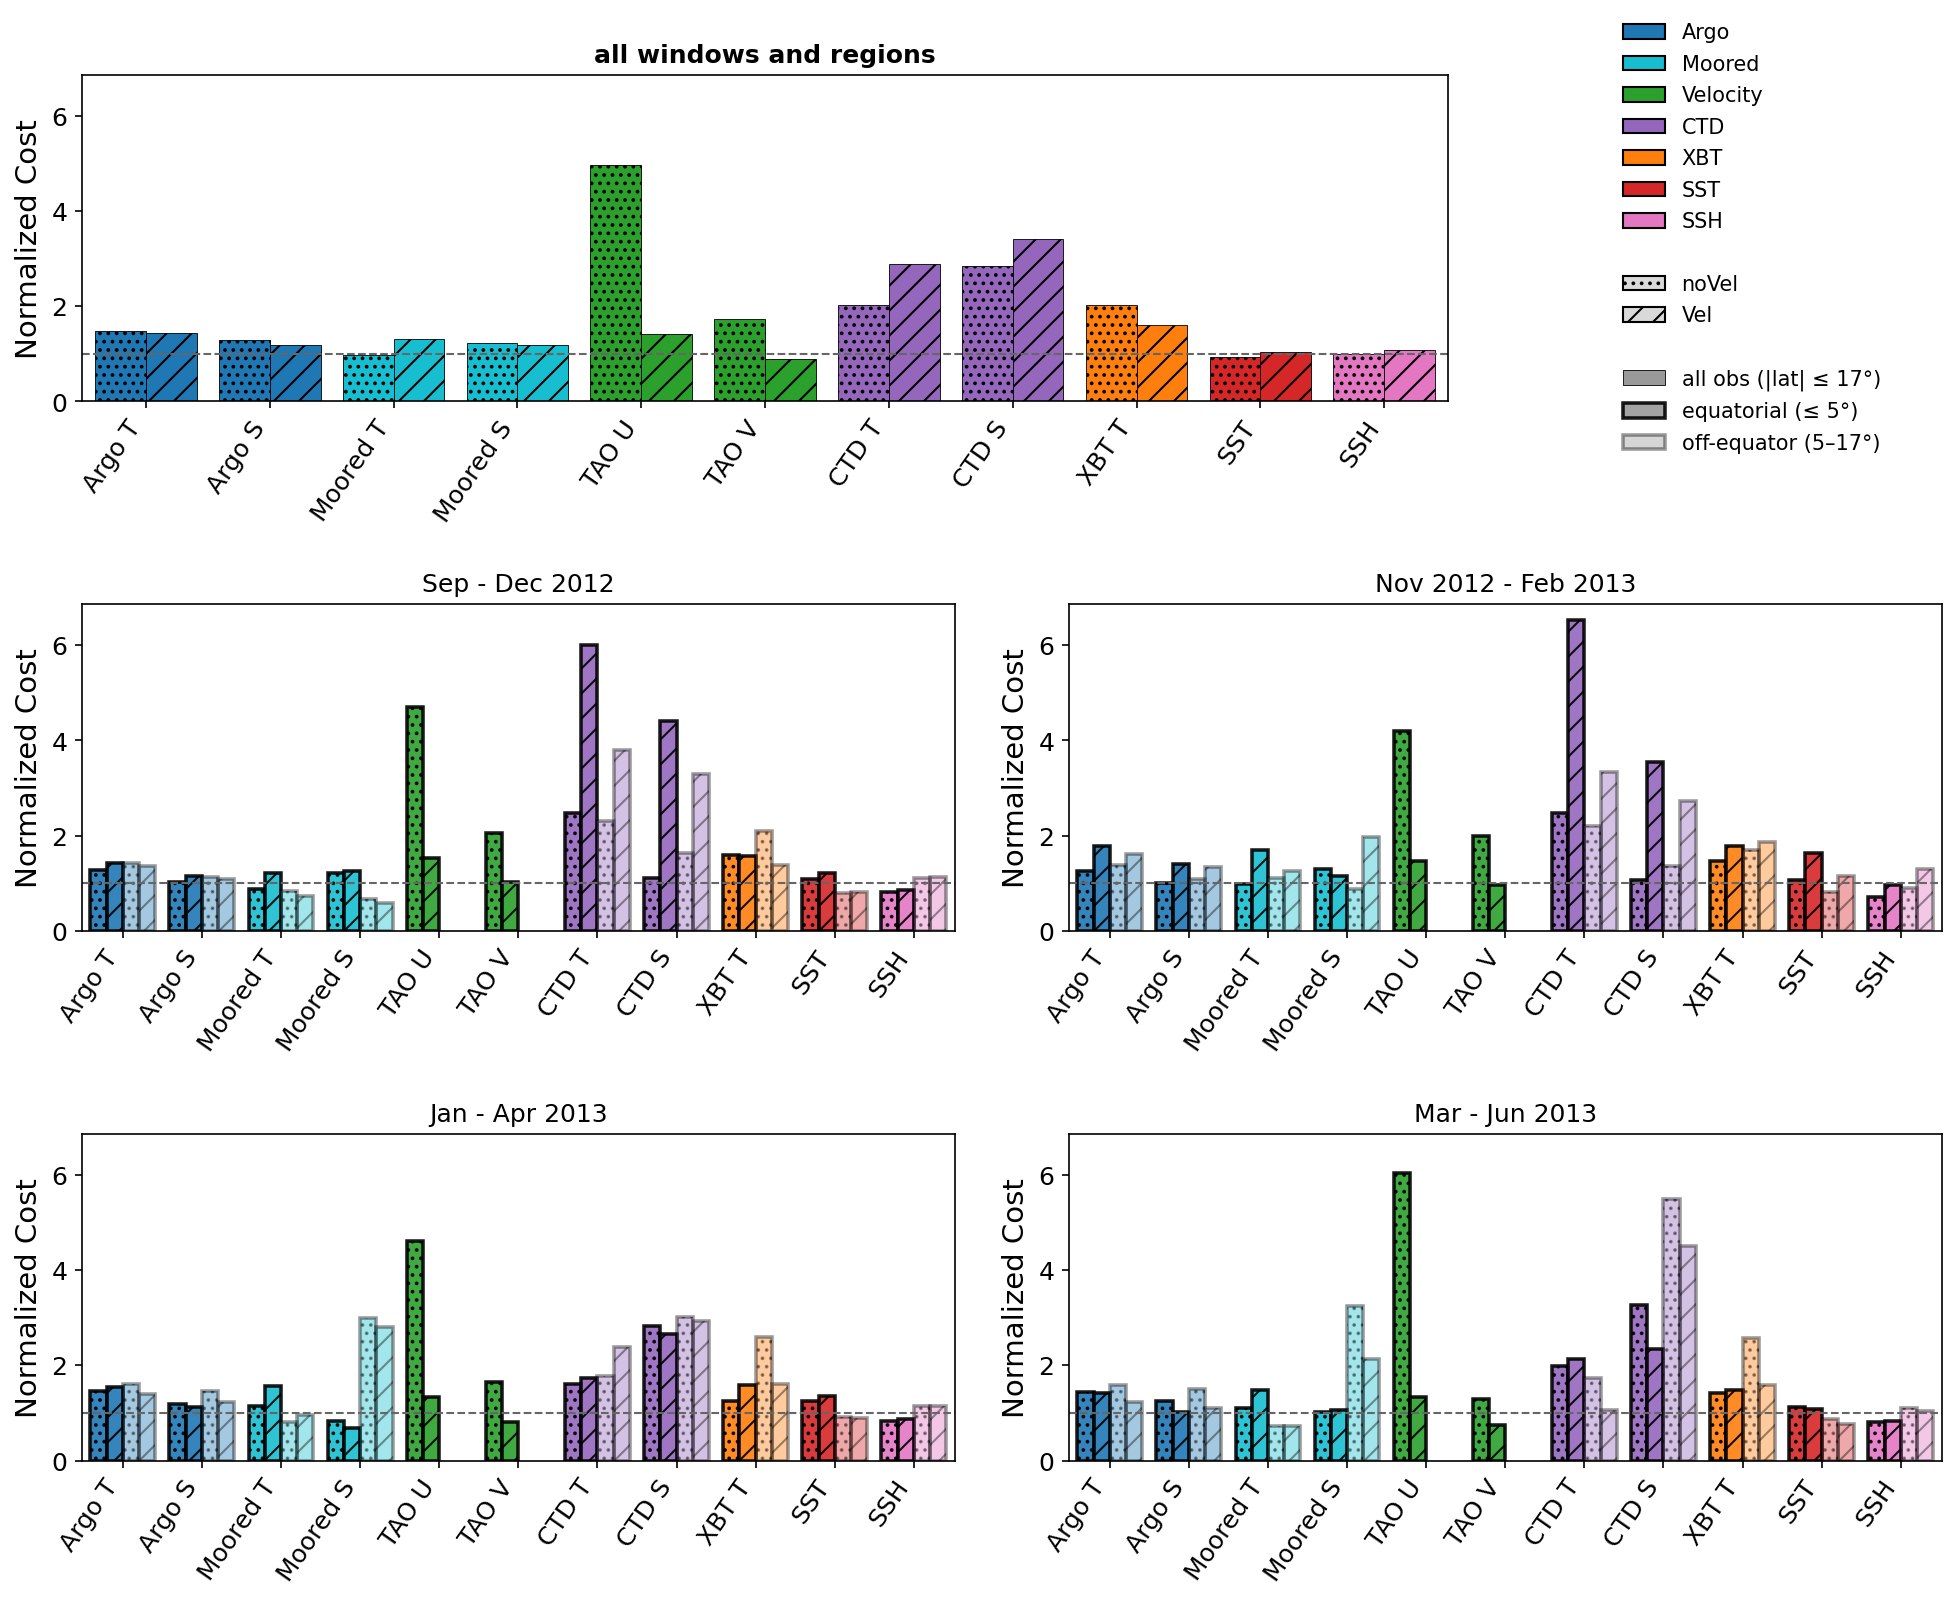 all windows and regions
Normalized Cost
6
4
2
0
Argo T
Argo S
Moored T
Moored S
TAO U
TAO V
CTD T
CTD S
XBT T
SST
SSH
Argo
Moored
Velocity
CTD
XBT
SST
SSH
noVel
Vel
all obs (|lat| ≤ 17°)
equatorial (≤ 5°)
off-equator (5–17°)
Sep - Dec 2012
Normalized Cost
6
4
2
0
Argo T
Argo S
Moored T
Moored S
TAO U
TAO V
CTD T
CTD S
XBT T
SST
SSH
Nov 2012 - Feb 2013
Normalized Cost
6
4
2
0
Argo T
Argo S
Moored T
Moored S
TAO U
TAO V
CTD T
CTD S
XBT T
SST
SSH
Jan - Apr 2013
Normalized Cost
6
4
2
0
Argo T
Argo S
Moored T
Moored S
TAO U
TAO V
CTD T
CTD S
XBT T
SST
SSH
Mar - Jun 2013
Normalized Cost
6
4
2
0
Argo T
Argo S
Moored T
Moored S
TAO U
TAO V
CTD T
CTD S
XBT T
SST
SSH